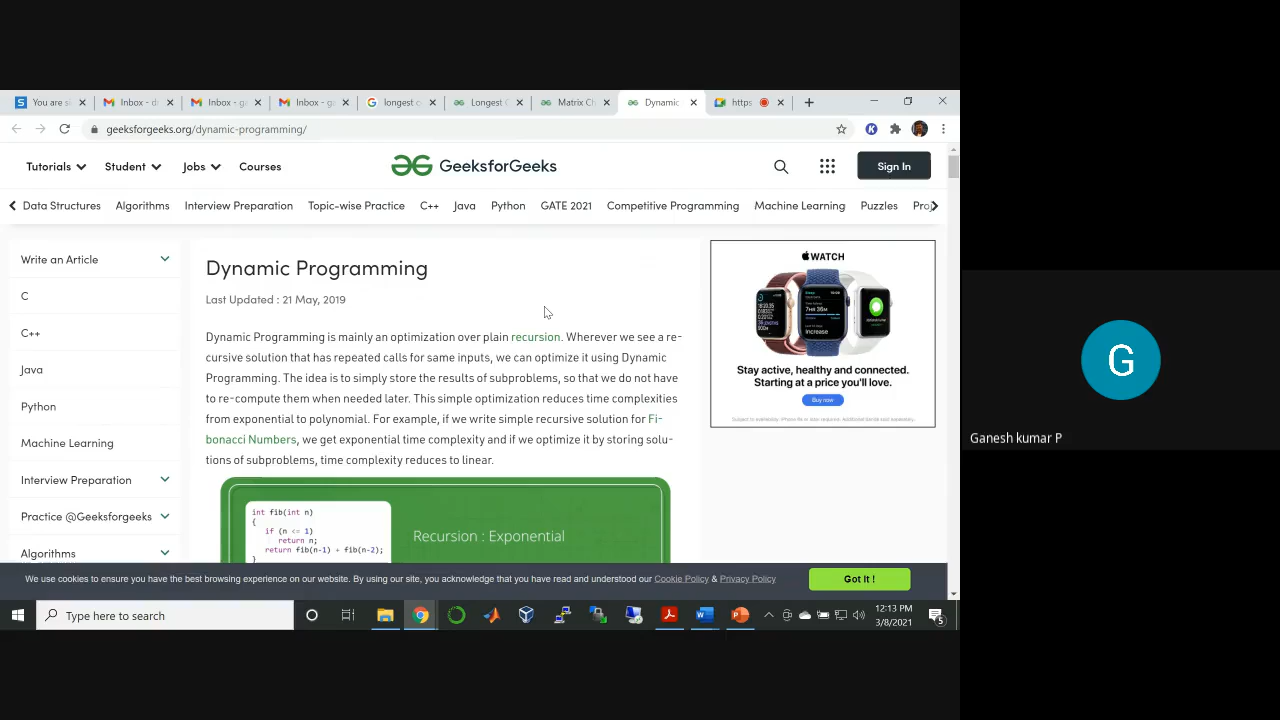 You are s
Inbox - d
Inbox - g
Inbox - g
longest c
Longest C
Matrix Ch
Dynamic
https
geeksforgeeks.org/dynamic-programming/
Tutorials Student Jobs Courses
GeeksforGeeks
Sign In
Data Structures Algorithms Interview Preparation Topic-wise Practice C++ Java Python GATE 2021 Competitive Programming Machine Learning Puzzles Proj
Write an Article
C
C++
Java
Python
Machine Learning
Interview Preparation
Practice @Geeksforgeeks
Algorithms
Dynamic Programming
Last Updated : 21 May, 2019
Dynamic Programming is mainly an optimization over plain recursion. Wherever we see a re-
cursive solution that has repeated calls for same inputs, we can optimize it using Dynamic
Programming. The idea is to simply store the results of subproblems, so that we do not have
to re-compute them when needed later. This simple optimization reduces time complexities
from exponential to polynomial. For example, if we write simple recursive solution for Fi-
bonacci Numbers, we get exponential time complexity and if we optimize it by storing solu-
tions of subproblems, time complexity reduces to linear.
int fib(int n)
{
if (n <= 1)
return n;
return fib(n-1) + fib(n-2);
}
Recursion : Exponential
WATCH
Stay active, healthy and connected.
Starting at a price you'll love.
Buy now
We use cookies to ensure you have the best browsing experience on our website. By using our site, you acknowledge that you have read and understood our Cookie Policy & Privacy Policy
Got It !
Type here to search
12:13 PM
3/8/2021
5
G
Ganesh kumar P